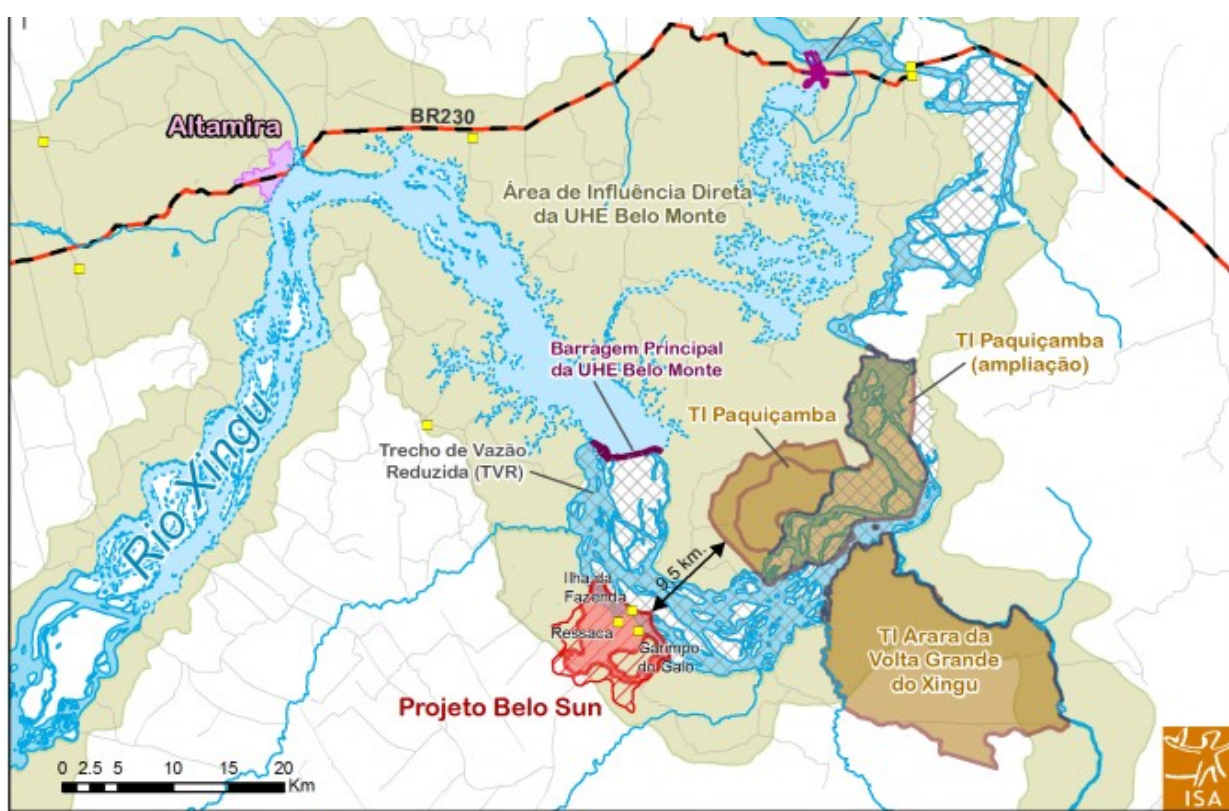 BR230
Altamira
Área de Influência Direta
da UHE Belo Monte
Barragem Principal
da UHE Belo Monte
TI Paquiçamba
(ampliação)
TI Paquiçamba
Trecho de Vazão
Reduzida (TVR)
Rio Xingu
9,5 km.
Ilha da
Fazenda
Ressaca
Garimpo
do Galo
TI Arara da
Volta Grande
do Xingu
Projeto Belo Sun
0 2.5 5 10 15 20
Km
ISA